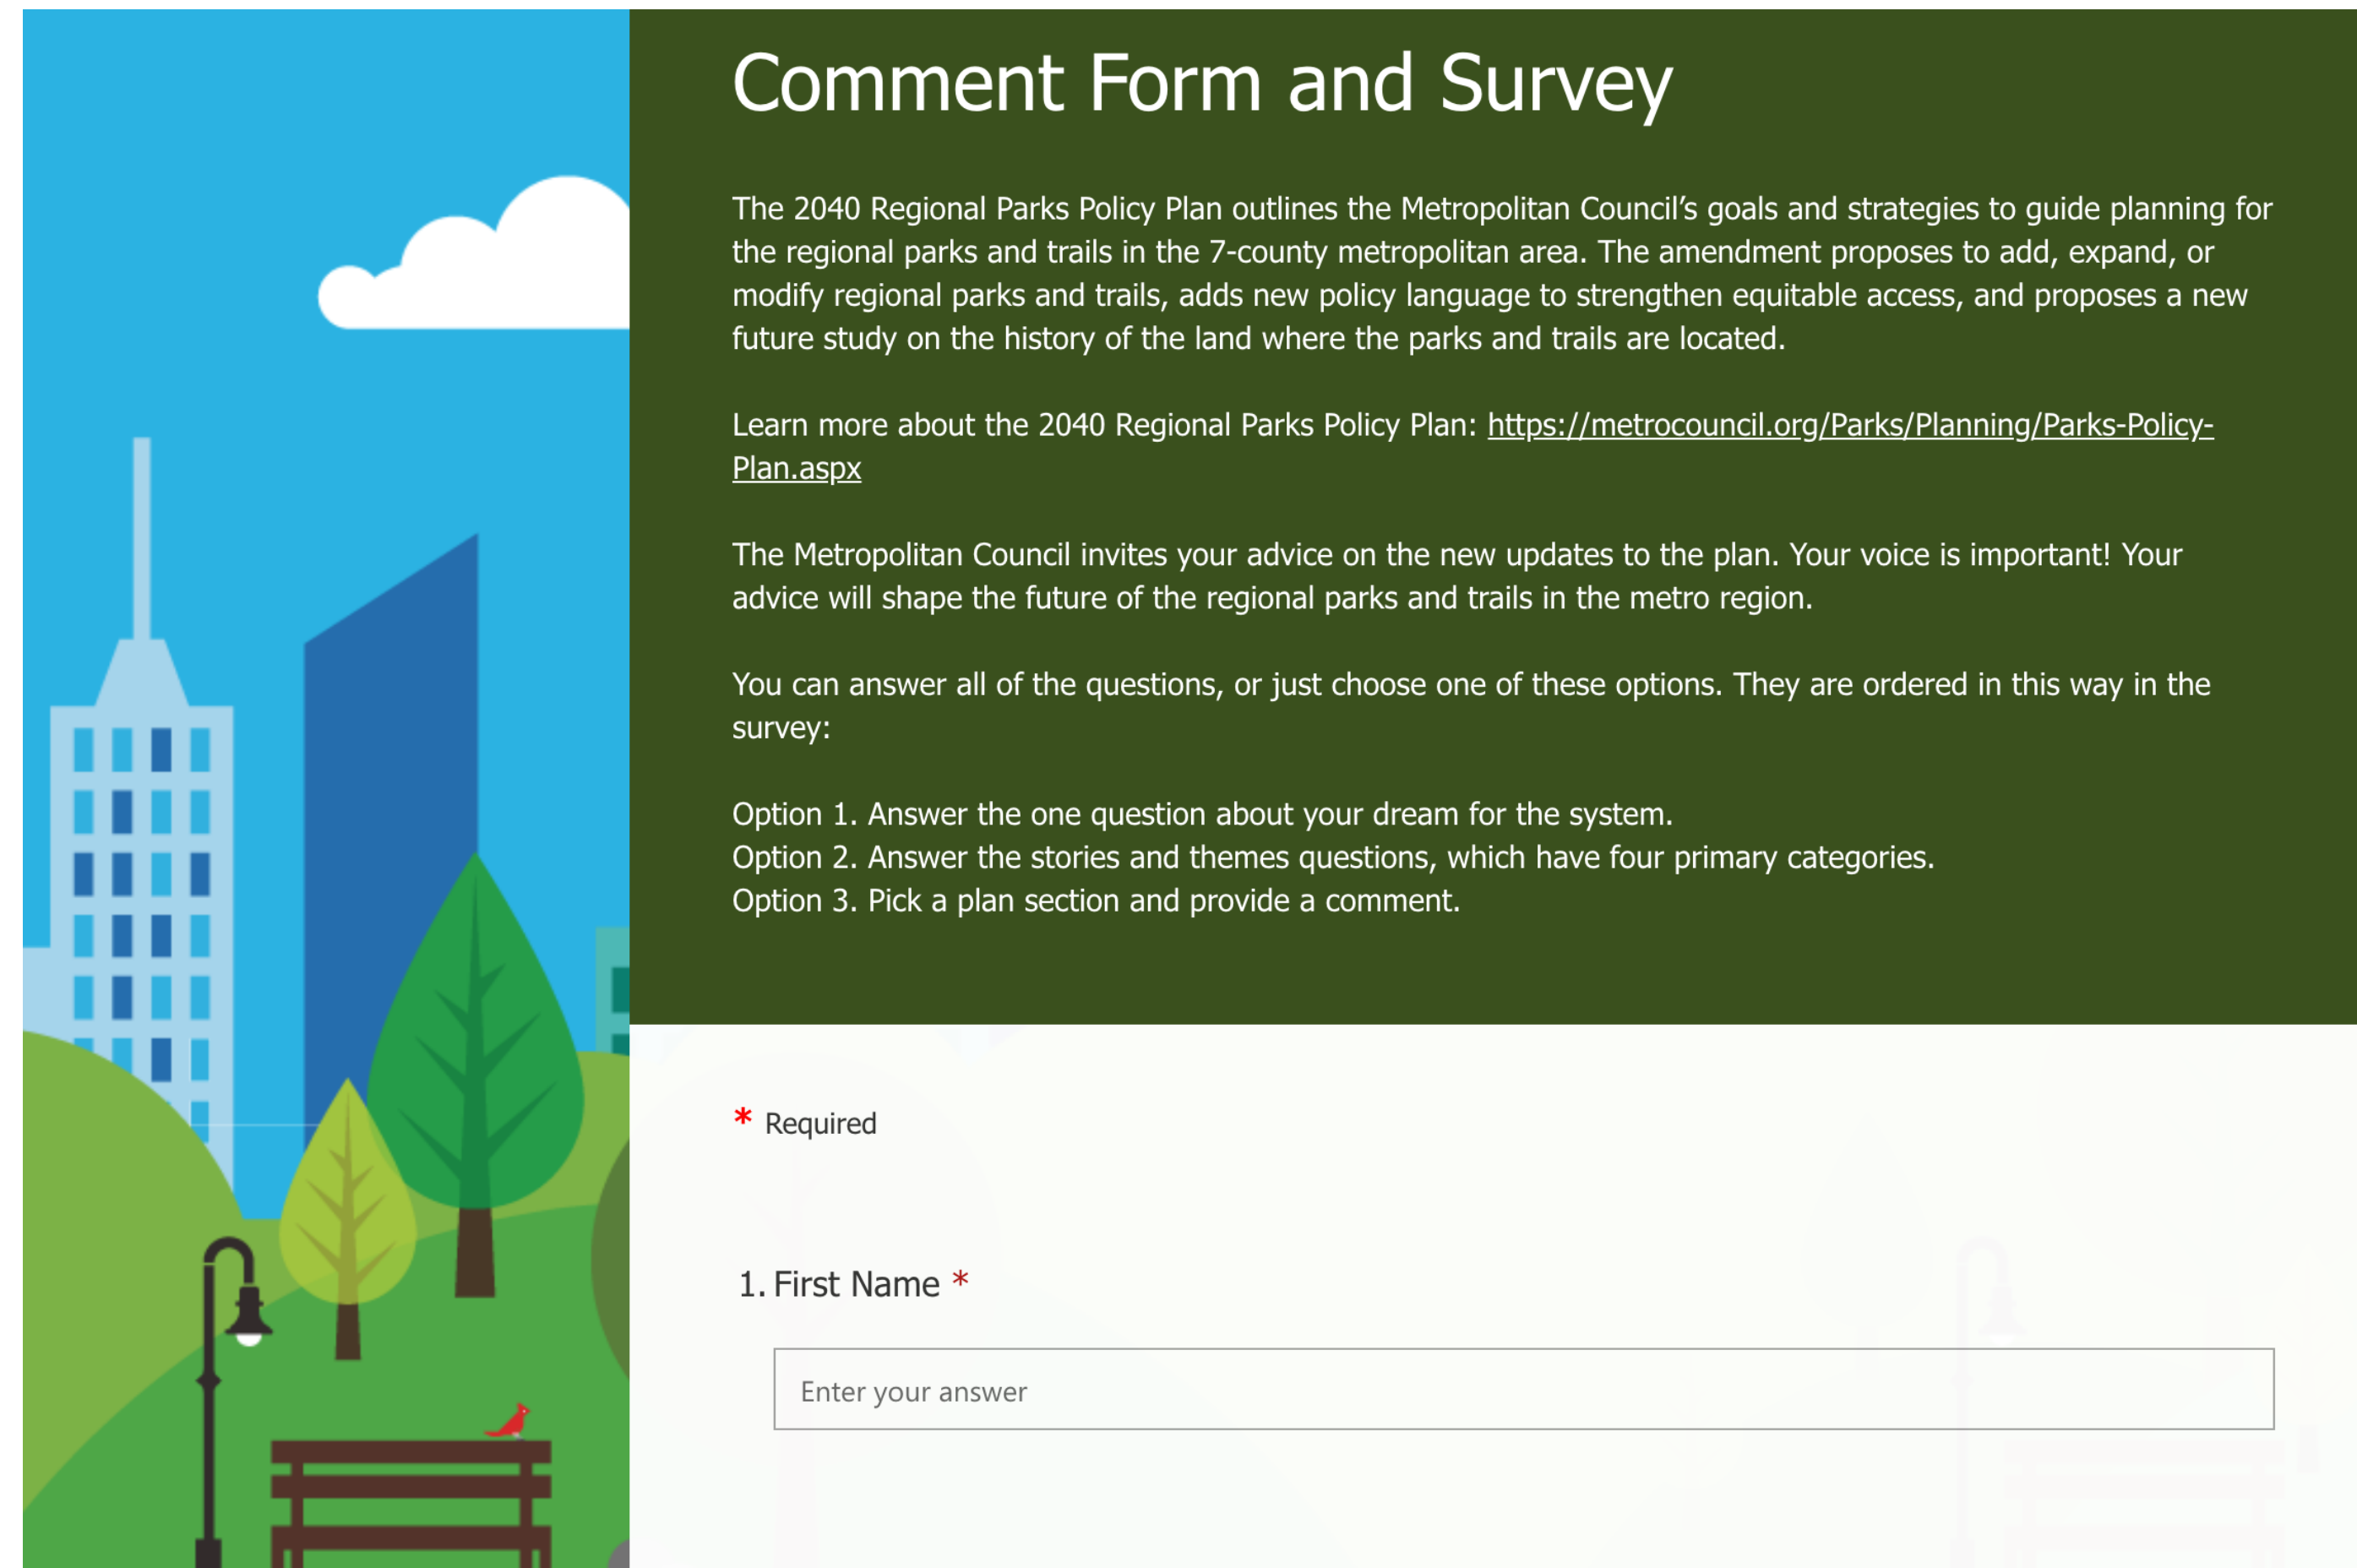 Comment Form and Survey
The 2040 Regional Parks Policy Plan outlines the Metropolitan Council’s goals and strategies to guide planning for
the regional parks and trails in the 7-county metropolitan area. The amendment proposes to add, expand, or
modify regional parks and trails, adds new policy language to strengthen equitable access, and proposes a new
future study on the history of the land where the parks and trails are located.
Learn more about the 2040 Regional Parks Policy Plan: https://metrocouncil.org/Parks/Planning/Parks-Policy-
Plan.aspx
The Metropolitan Council invites your advice on the new updates to the plan. Your voice is important! Your
advice will shape the future of the regional parks and trails in the metro region.
You can answer all of the questions, or just choose one of these options. They are ordered in this way in the
survey:
Option 1. Answer the one question about your dream for the system.
Option 2. Answer the stories and themes questions, which have four primary categories.
Option 3. Pick a plan section and provide a comment.
* Required
1. First Name *
Enter your answer